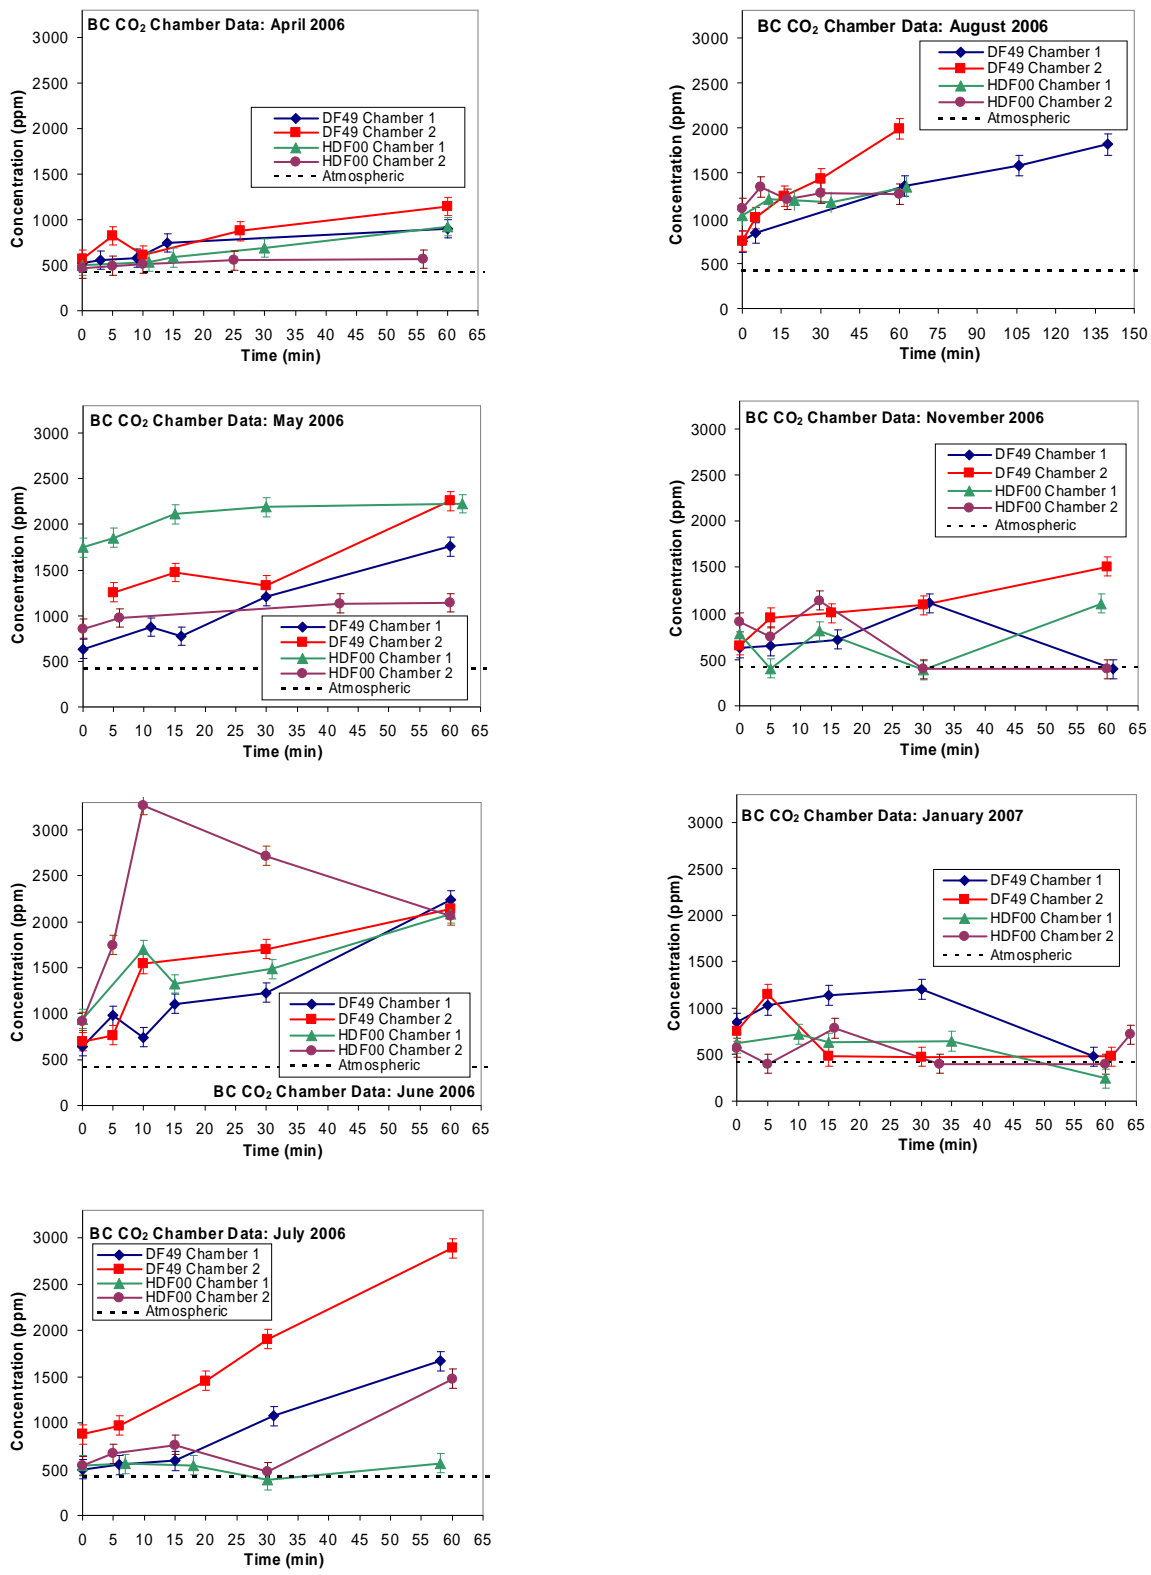 BC CO₂ Chamber Data: April 2006
Concentration (ppm)
3000
2500
2000
1500
1000
500
0
DF49 Chamber 1
DF49 Chamber 2
HDF00 Chamber 1
HDF00 Chamber 2
Atmospheric
0 5 10 15 20 25 30 35 40 45 50 55 60 65
Time (min)
BC CO₂ Chamber Data: August 2006
Concentration (ppm)
3000
2500
2000
1500
1000
500
0
DF49 Chamber 1
DF49 Chamber 2
HDF00 Chamber 1
HDF00 Chamber 2
Atmospheric
0 15 30 45 60 75 90 105 120 135 150
Time (min)
BC CO₂ Chamber Data: May 2006
Concentration (ppm)
3000
2500
2000
1500
1000
500
0
DF49 Chamber 1
DF49 Chamber 2
HDF00 Chamber 1
HDF00 Chamber 2
Atmospheric
0 5 10 15 20 25 30 35 40 45 50 55 60 65
Time (min)
BC CO₂ Chamber Data: November 2006
Concentration (ppm)
3000
2500
2000
1500
1000
500
0
DF49 Chamber 1
DF49 Chamber 2
HDF00 Chamber 1
HDF00 Chamber 2
Atmospheric
0 5 10 15 20 25 30 35 40 45 50 55 60 65
Time (min)
Concentration (ppm)
3000
2500
2000
1500
1000
500
0
DF49 Chamber 1
DF49 Chamber 2
HDF00 Chamber 1
HDF00 Chamber 2
Atmospheric
BC CO₂ Chamber Data: June 2006
0 5 10 15 20 25 30 35 40 45 50 55 60 65
Time (min)
BC CO₂ Chamber Data: January 2007
Concentration (ppm)
3000
2500
2000
1500
1000
500
0
DF49 Chamber 1
DF49 Chamber 2
HDF00 Chamber 1
HDF00 Chamber 2
Atmospheric
0 5 10 15 20 25 30 35 40 45 50 55 60 65
Time (min)
BC CO₂ Chamber Data: July 2006
Concentration (ppm)
3000
2500
2000
1500
1000
500
0
DF49 Chamber 1
DF49 Chamber 2
HDF00 Chamber 1
HDF00 Chamber 2
Atmospheric
0 5 10 15 20 25 30 35 40 45 50 55 60 65
Time (min)